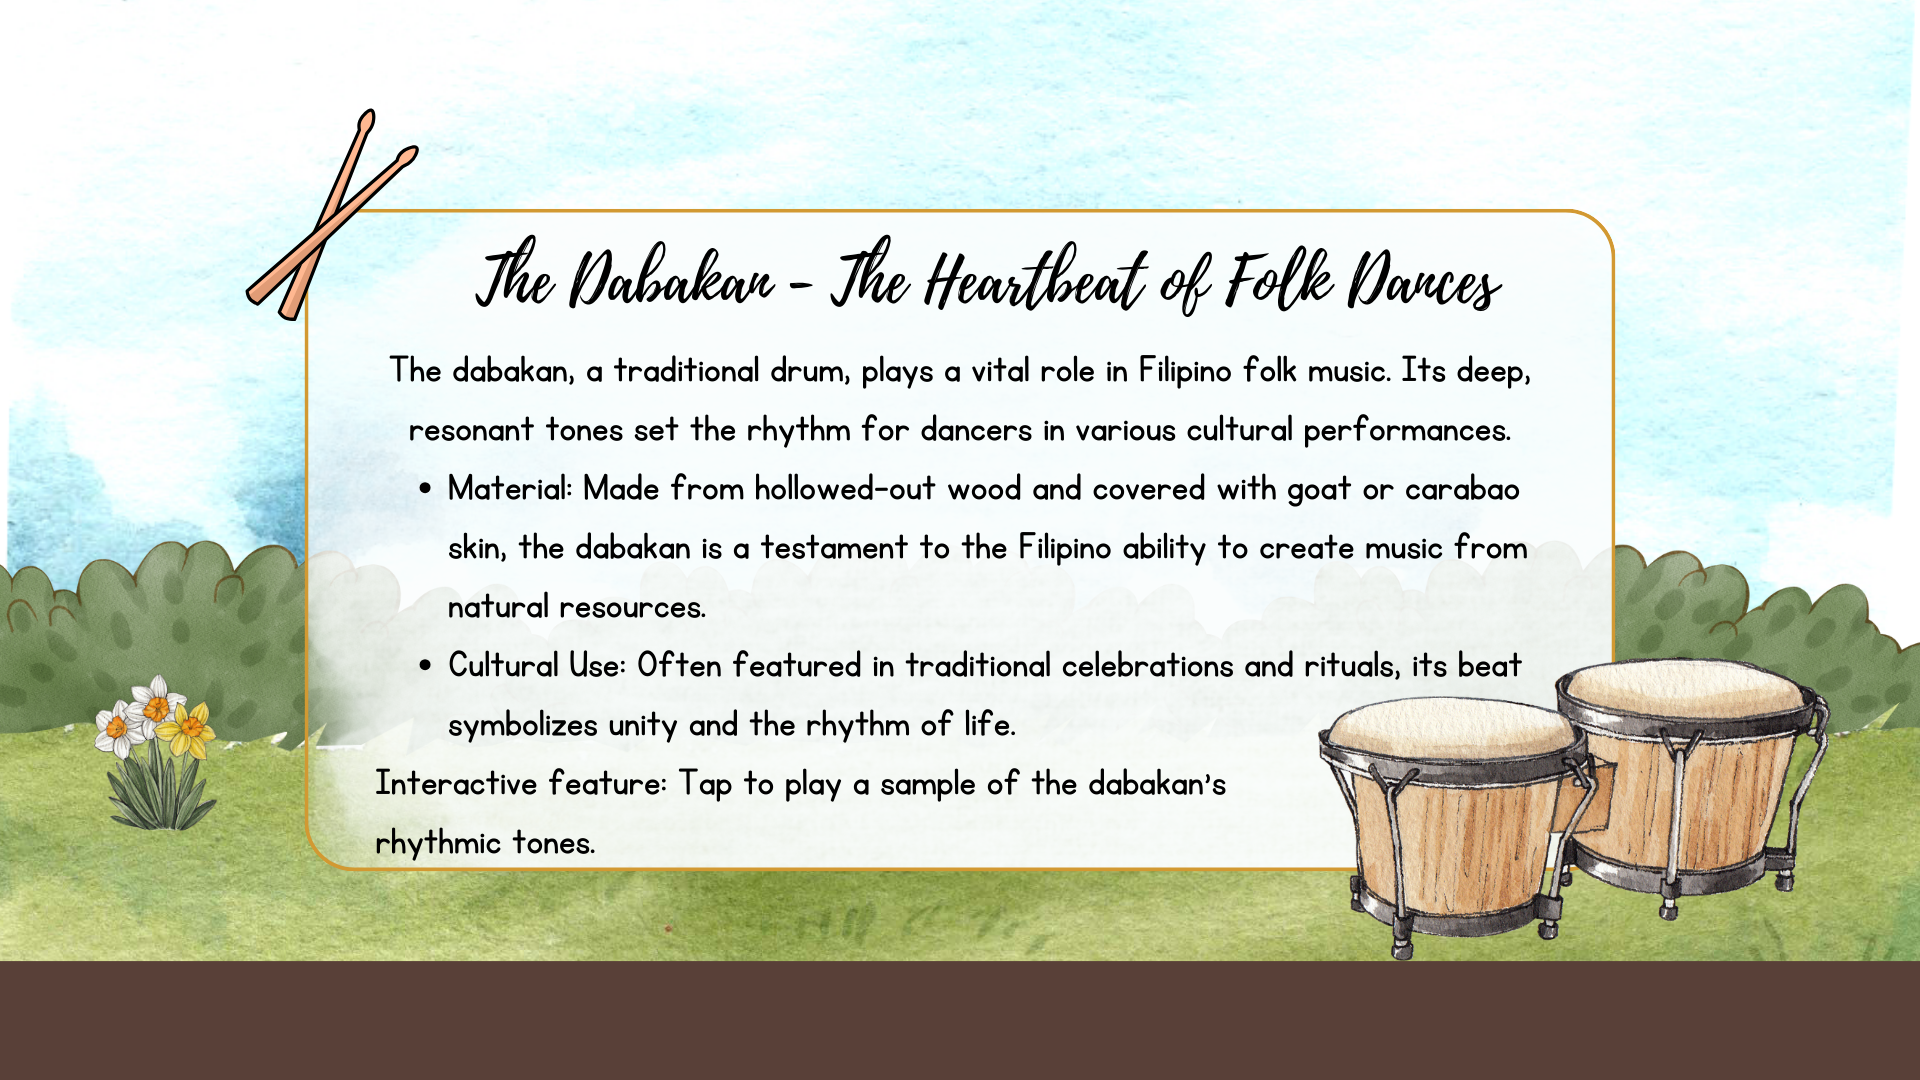 The Dabakan - The Heartbeat of Folk Dances
The dabakan, a traditional drum, plays a vital role in Filipino folk music. Its deep,
resonant tones set the rhythm for dancers in various cultural performances.
• Material: Made from hollowed-out wood and covered with goat or carabao
skin, the dabakan is a testament to the Filipino ability to create music from
natural resources.
• Cultural Use: Often featured in traditional celebrations and rituals, its beat
symbolizes unity and the rhythm of life.
Interactive feature: Tap to play a sample of the dabakan's
rhythmic tones.